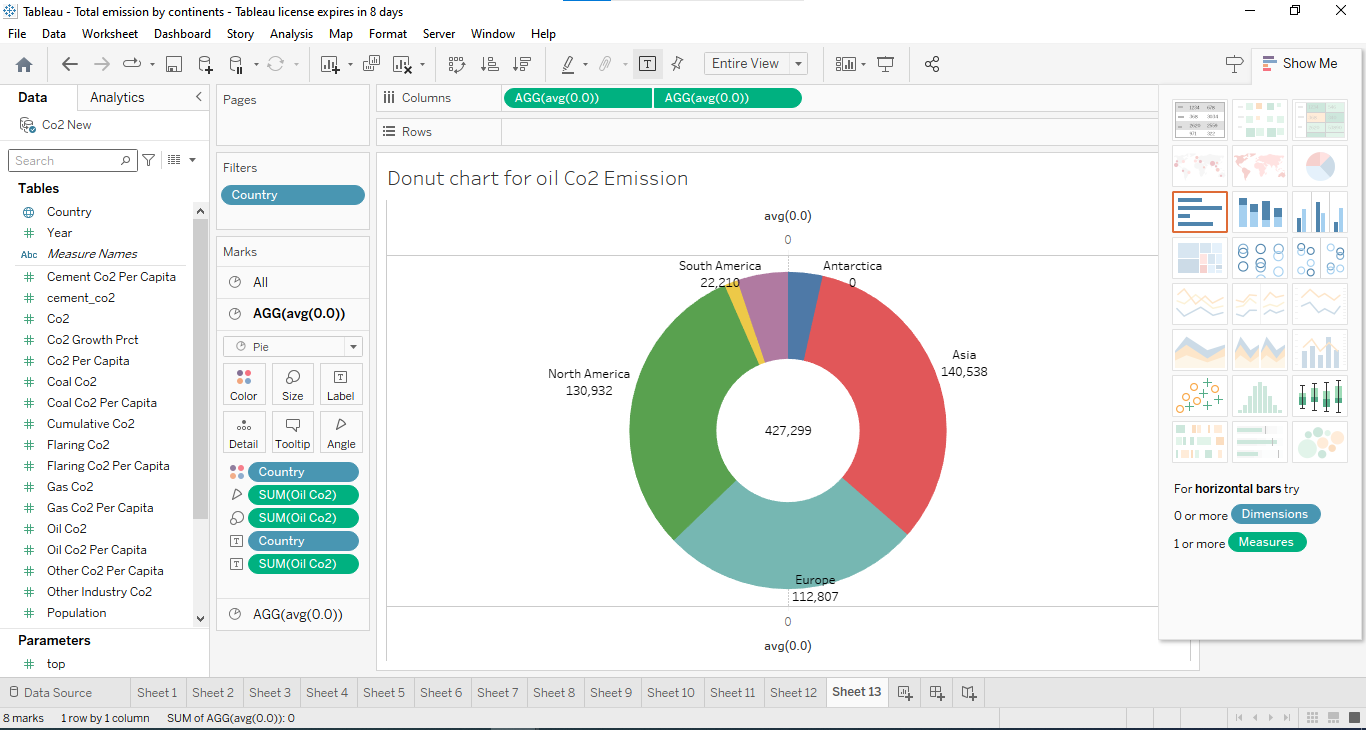 Tableau - Total emission by continents - Tableau license expires in 8 days
File Data Worksheet Dashboard Story Analysis Map Format Server Window Help
Entire View
Show Me
Data Analytics
Co2 New
Search
Tables
Country
Year
Abc Measure Names
Cement Co2 Per Capita
cement_co2
Co2
Co2 Growth Prct
Co2 Per Capita
Coal Co2
Coal Co2 Per Capita
Cumulative Co2
Flaring Co2
Flaring Co2 Per Capita
Gas Co2
Gas Co2 Per Capita
Oil Co2
Oil Co2 Per Capita
Other Co2 Per Capita
Other Industry Co2
Population
Parameters
top
Pages
Filters
Country
Marks
All
AGG(avg(0.0))
Pie
Color Size Label
Detail Tooltip Angle
Country
SUM(Oil Co2)
SUM(Oil Co2)
Country
SUM(Oil Co2)
AGG(avg(0.0))
Columns AGG(avg(0.0)) AGG(avg(0.0))
Rows
Donut chart for oil Co2 Emission
avg(0.0)
0
South America
22,210
Antarctica
0
Asia
140,538
North America
130,932
427,299
Europe
112,807
0
avg(0.0)
For horizontal bars try
0 or more Dimensions
1 or more Measures
Data Source Sheet 1 Sheet 2 Sheet 3 Sheet 4 Sheet 5 Sheet 6 Sheet 7 Sheet 8 Sheet 9 Sheet 10 Sheet 11 Sheet 12 Sheet 13
8 marks 1 row by 1 column SUM of AGG(avg(0.0)): 0